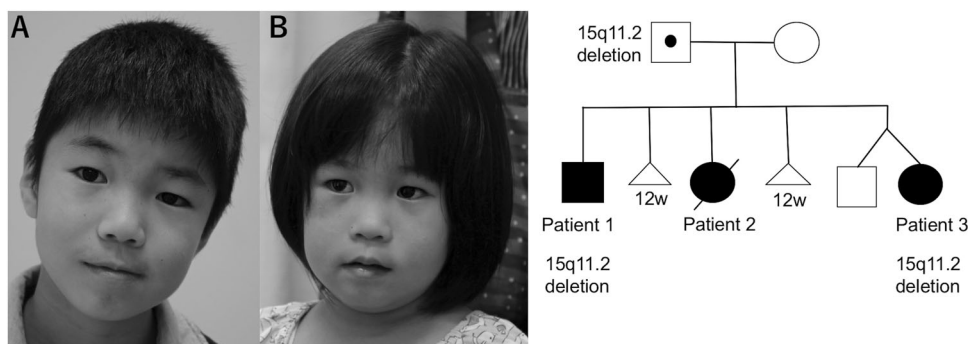 A
B
15q11.2
deletion
12w
12w
Patient 1
Patient 2
Patient 3
15q11.2
deletion
15q11.2
deletion